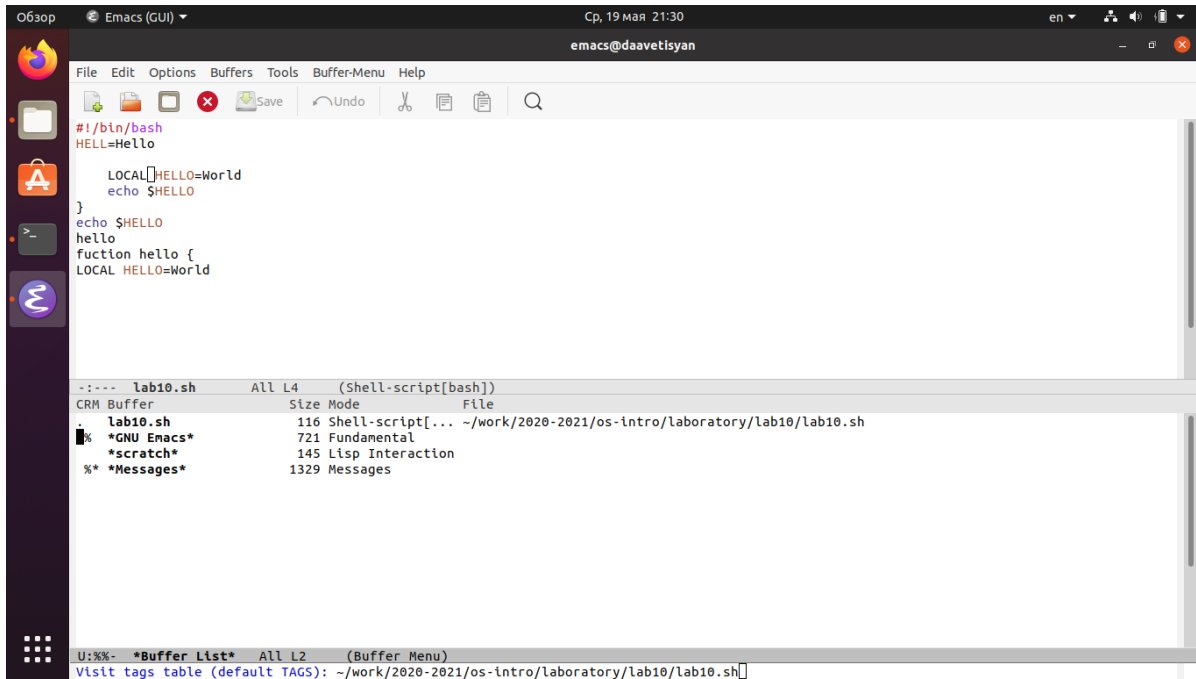 Обзор Emacs (GUI) Ср, 19 мая 21:30 en
emacs@daavetisyan
File Edit Options Buffers Tools Buffer-Menu Help
Save Undo
#!/bin/bash
HELL=Hello
LOCAL HELLO=World
echo $HELLO
}
echo $HELLO
hello
fuction hello {
LOCAL HELLO=World
-:--- lab10.sh All L4 (Shell-script[bash])
CRM Buffer Size Mode File
. lab10.sh 116 Shell-script[... ~/work/2020-2021/os-intro/laboratory/lab10/lab10.sh
% *GNU Emacs* 721 Fundamental
*scratch* 145 Lisp Interaction
%* *Messages* 1329 Messages
U:%%- *Buffer List* All L2 (Buffer Menu)
Visit tags table (default TAGS): ~/work/2020-2021/os-intro/laboratory/lab10/lab10.sh